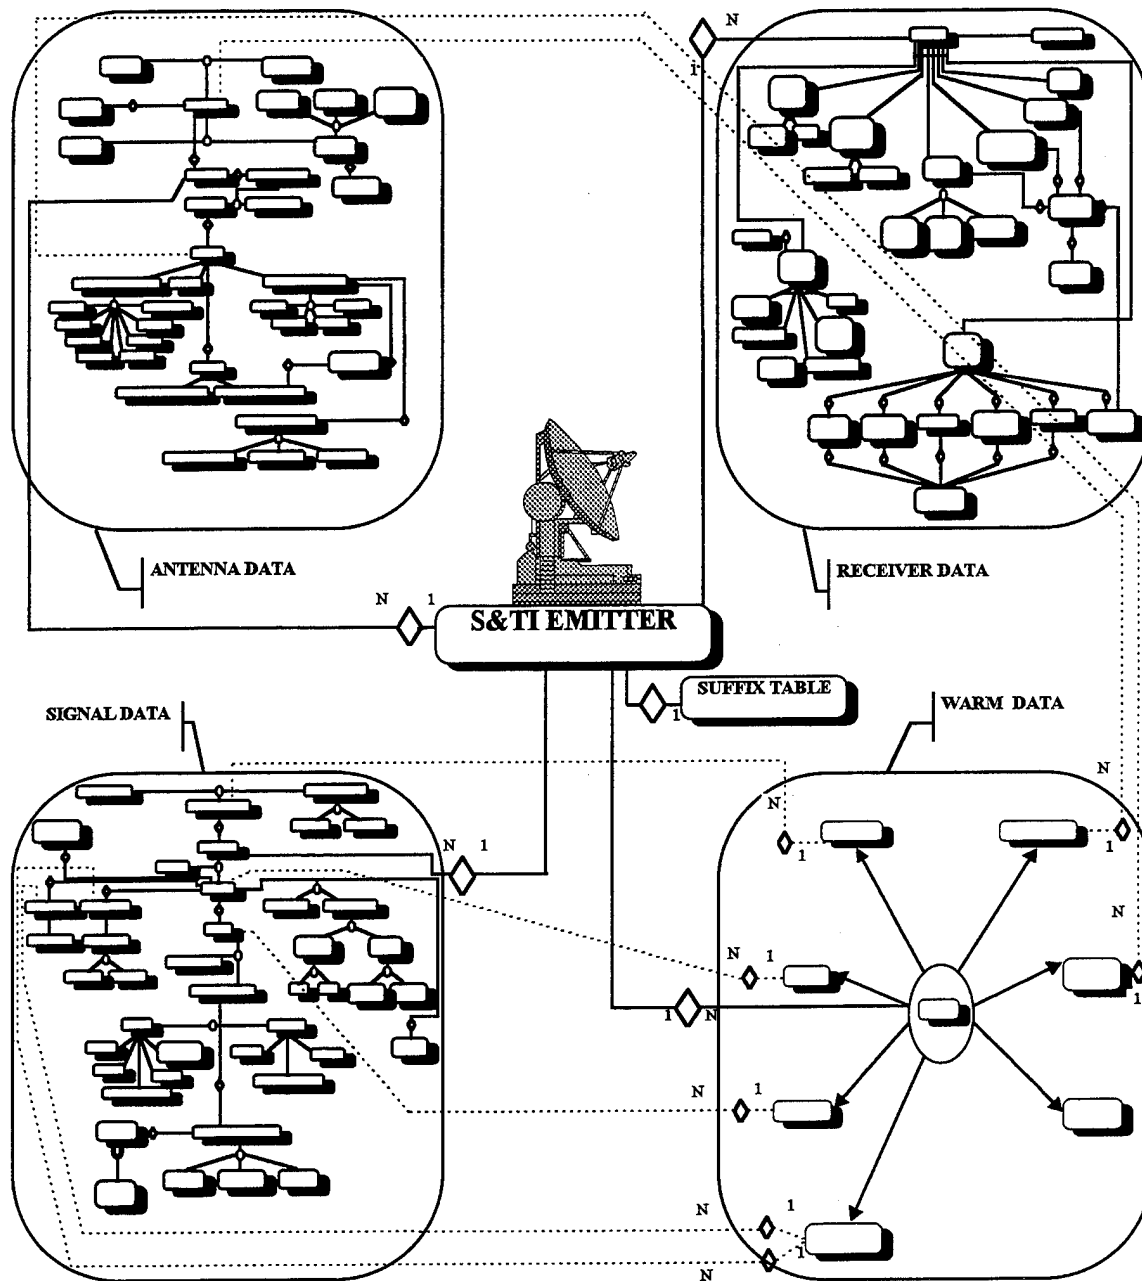 N
1
ANTENNA DATA
RECEIVER DATA
N
1
S&TI EMITTER
SUFFIX TABLE
1
SIGNAL DATA
WARM DATA
N
N
N
1
1
1
N
N
1
1
1
N
N
1
N
1
1
N